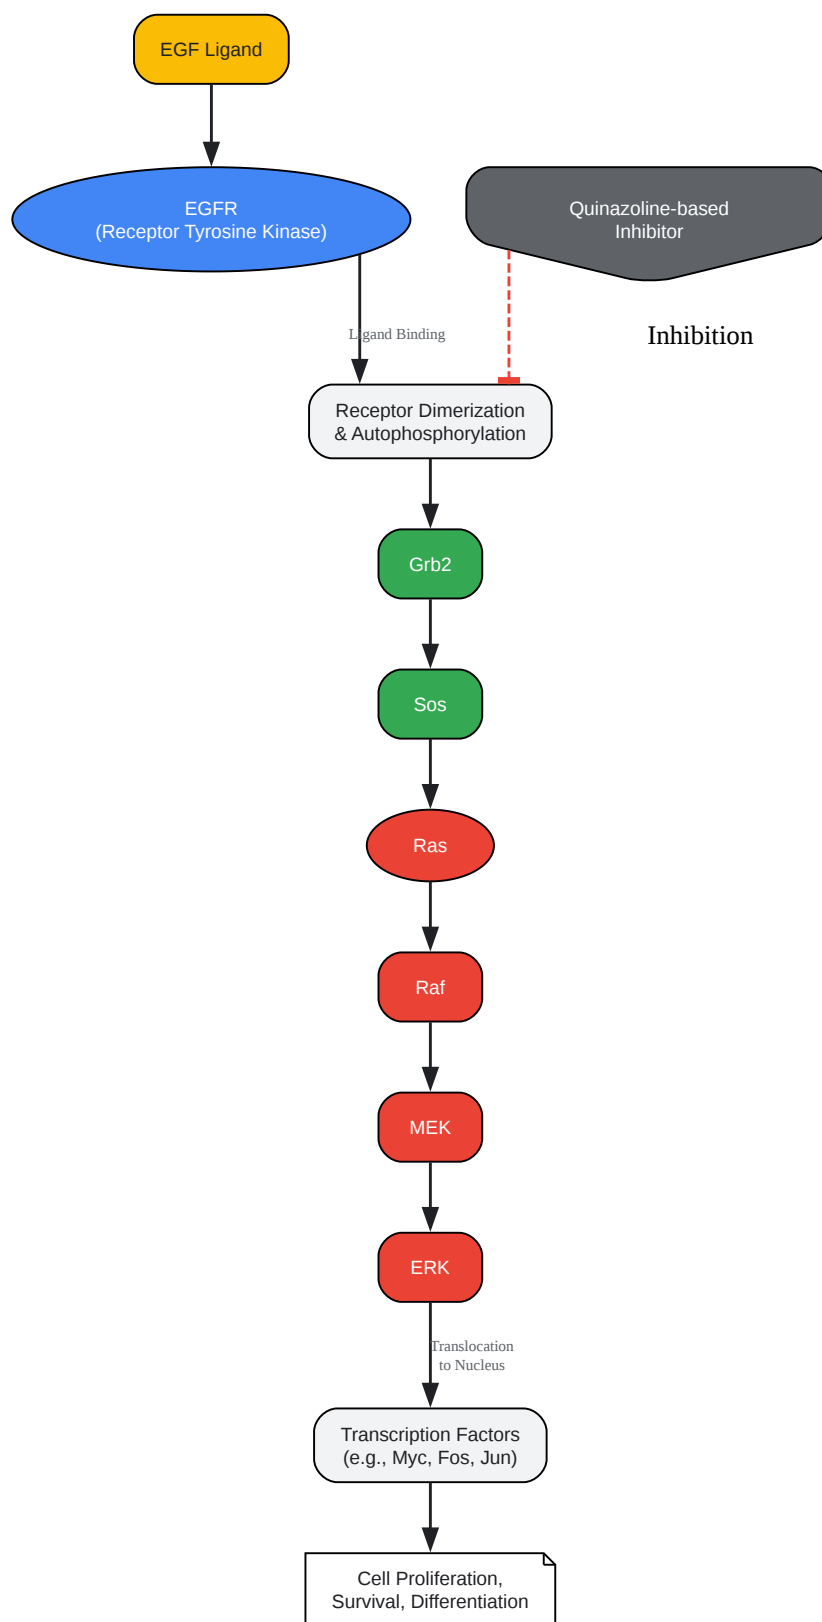 EGF Ligand
EGFR
(Receptor Tyrosine Kinase)
Quinazoline-based
Inhibitor
Ligand Binding
Inhibition
Receptor Dimerization
& Autophosphorylation
Grb2
Sos
Ras
Raf
MEK
ERK
Translocation
to Nucleus
Transcription Factors
(e.g., Myc, Fos, Jun)
Cell Proliferation,
Survival, Differentiation